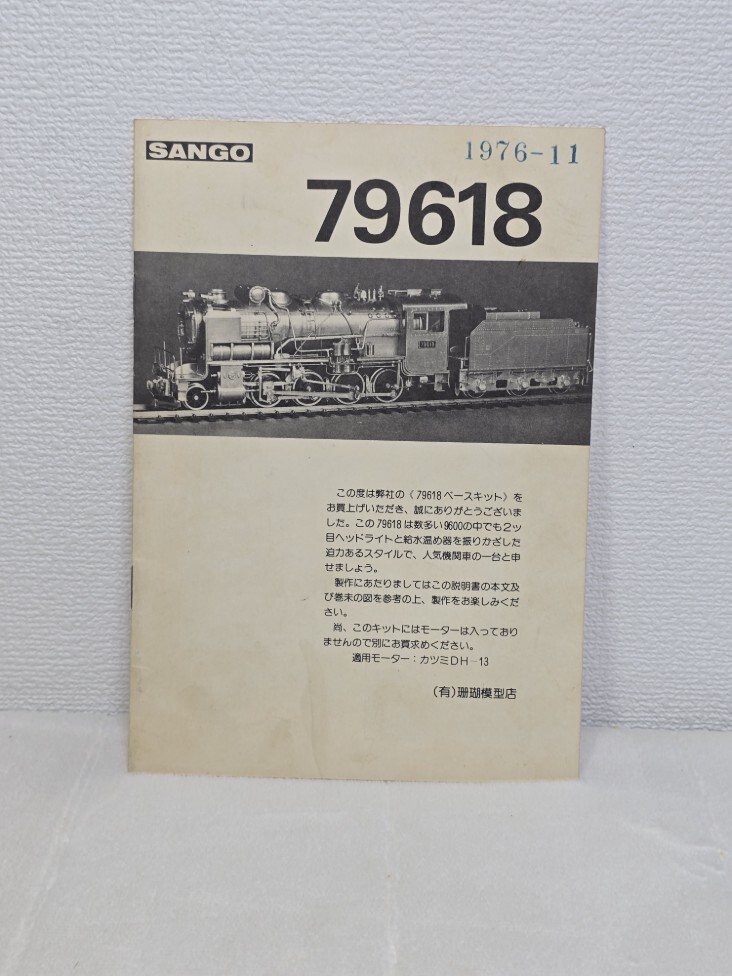 SANGO
1976-11
79618
79618
この度は弊社の（79618ベースキット）を
お買上げいただき、誠にありがとうございま
した。この79618は数多い9600の中でも2ッ
目ヘッドライトと給水温め器を振りかざした
迫力あるスタイルで、人気機関車の一台と申
せましょう。
製作にあたりましてはこの説明書の本文及
び巻末の図を参考の上、製作をお楽しみくだ
さい。
尚、このキットにはモーターは入っており
ませんので別にお買求めください。
適用モーター：カツミDH-13
(有)珊瑚模型店